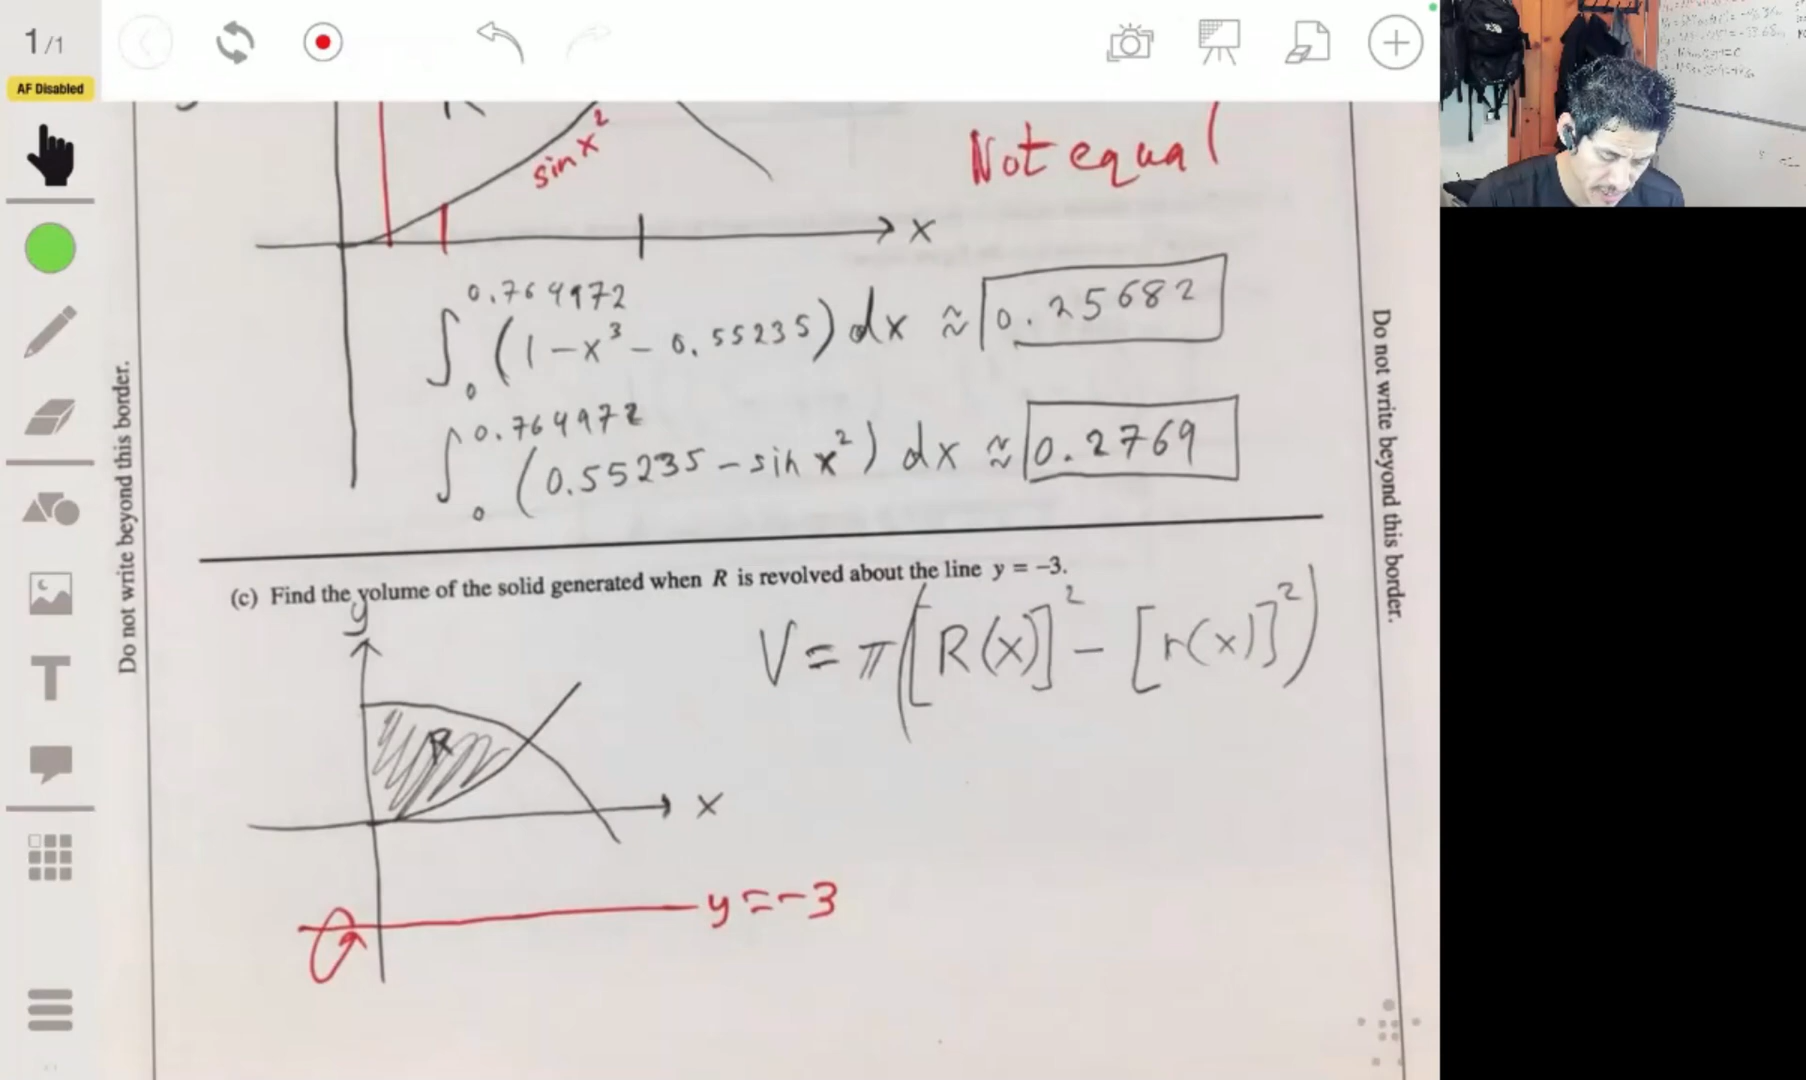 1/1
AF Disabled
T
sin x²
Not equal
x
∫₀^0.764972 (1 - x³ - 0.55235) dx ≈ 0.25682
∫₀^0.764972 (0.55235 - sin x²) dx ≈ 0.2769
Do not write beyond this border.
Do not write beyond this border.
(c) Find the volume of the solid generated when R is revolved about the line y = -3.
y
V = π([R(x)]² - [r(x)]²)
R
x
y = -3